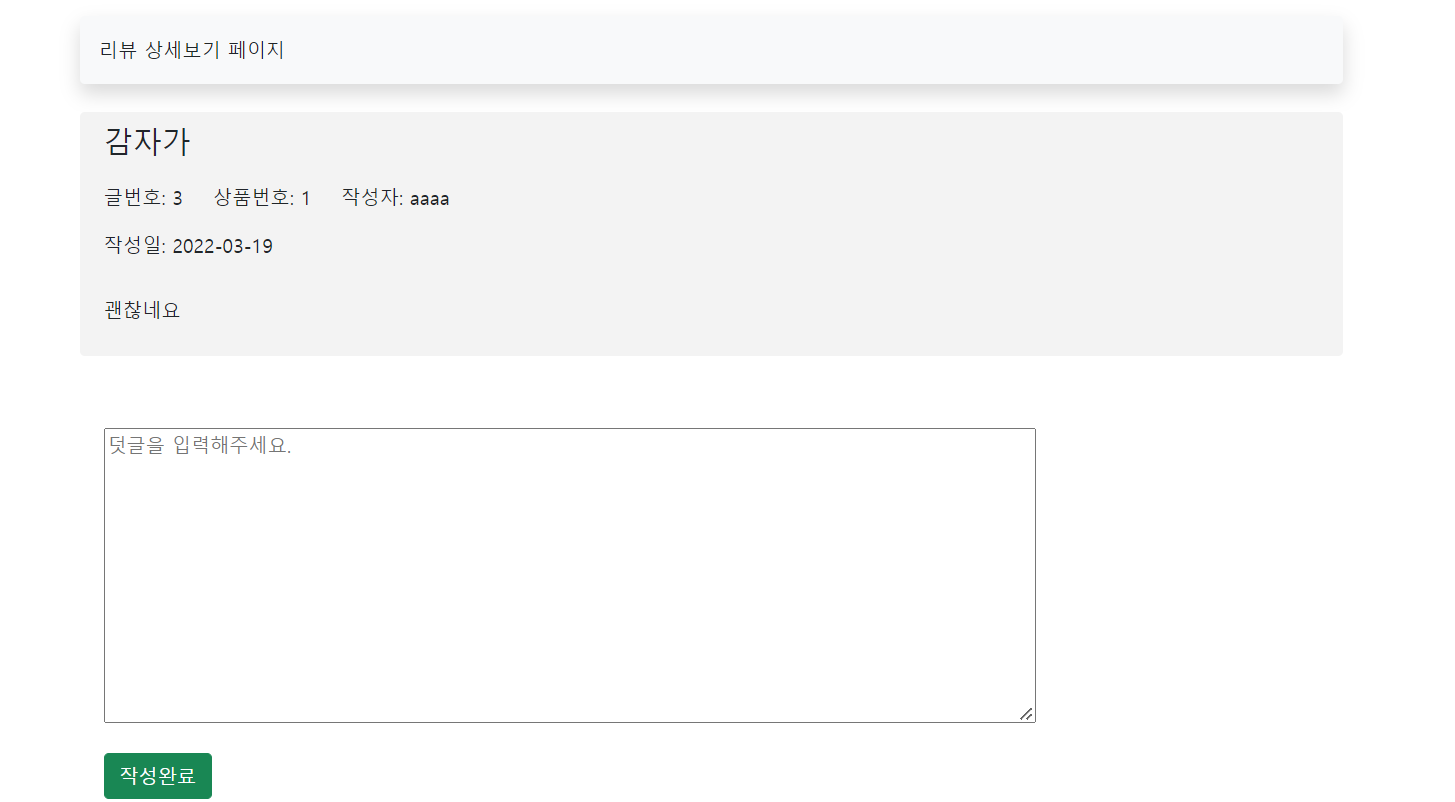 리뷰 상세보기 페이지
감자가
글번호: 3 상품번호: 1 작성자: aaaa
작성일: 2022-03-19
괜찮네요
덧글을 입력해주세요.
작성완료